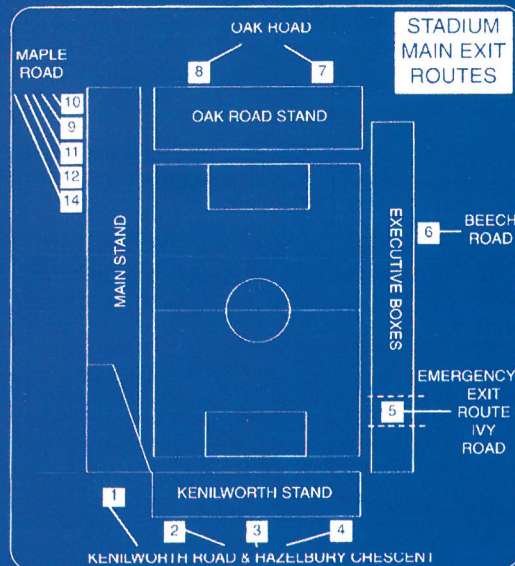 STADIUM
MAIN EXIT
ROUTES
OAK ROAD
8
7
MAPLE
ROAD
10
9
11
12
14
OAK ROAD STAND
MAIN STAND
EXECUTIVE BOXES
6
BEECH
ROAD
EMERGENCY
EXIT
ROUTE
IVY
ROAD
5
KENILWORTH STAND
1
2
3
4
KENILWORTH ROAD & HAZELBURY CRESCENT